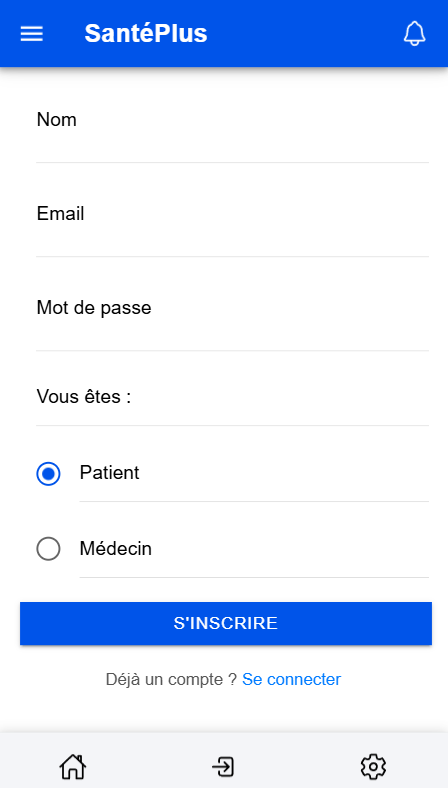 SantéPlus
Nom
Email
Mot de passe
Vous êtes :
Patient
Médecin
S'INSCRIRE
Déjà un compte ? Se connecter